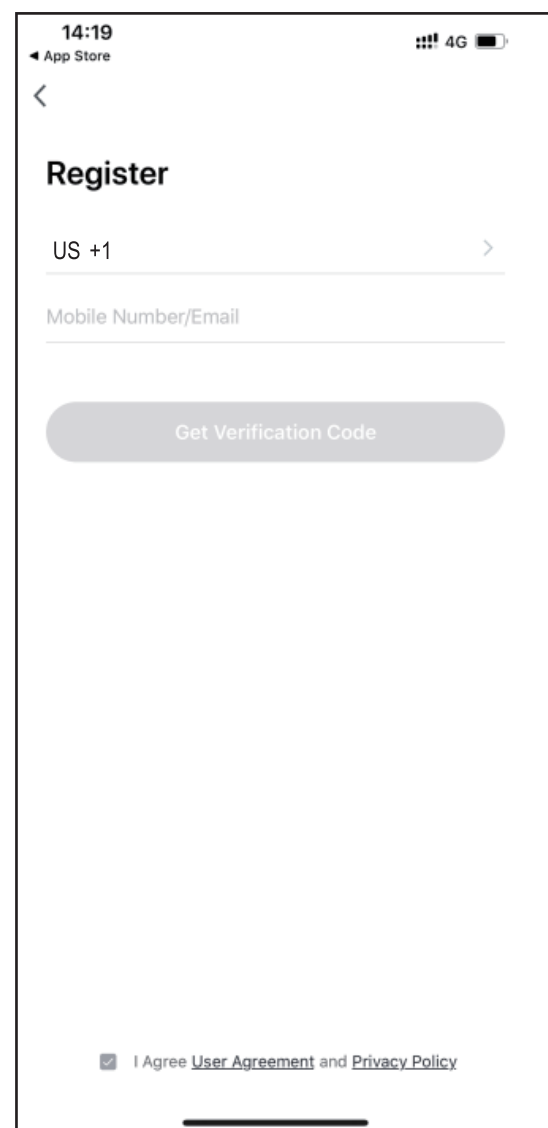 14:19
App Store
4G
Register
US +1
Mobile Number/Email
Get Verification Code
I Agree User Agreement and Privacy Policy